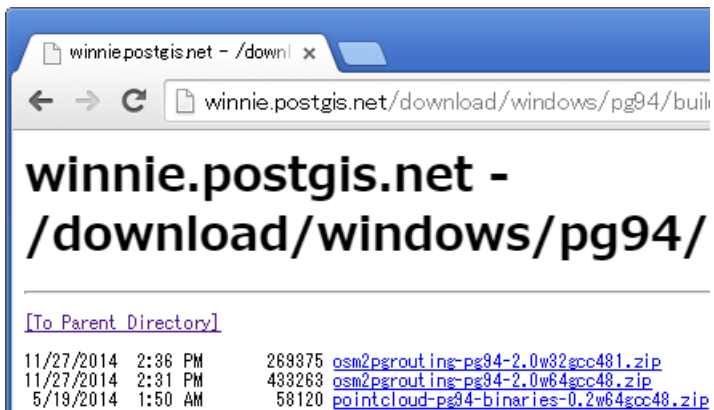 winnie.postgis.net - /downl
winnie.postgis.net/download/windows/pg94/buil
winnie.postgis.net -
/download/windows/pg94/
[To Parent Directory]
11/27/2014 2:36 PM 269375 osm2pgrouting-pg94-2.0w32gcc481.zip
11/27/2014 2:31 PM 433263 osm2pgrouting-pg94-2.0w64gcc48.zip
5/19/2014 1:50 AM 58120 pointcloud-pg94-binaries-0.2w64gcc48.zip